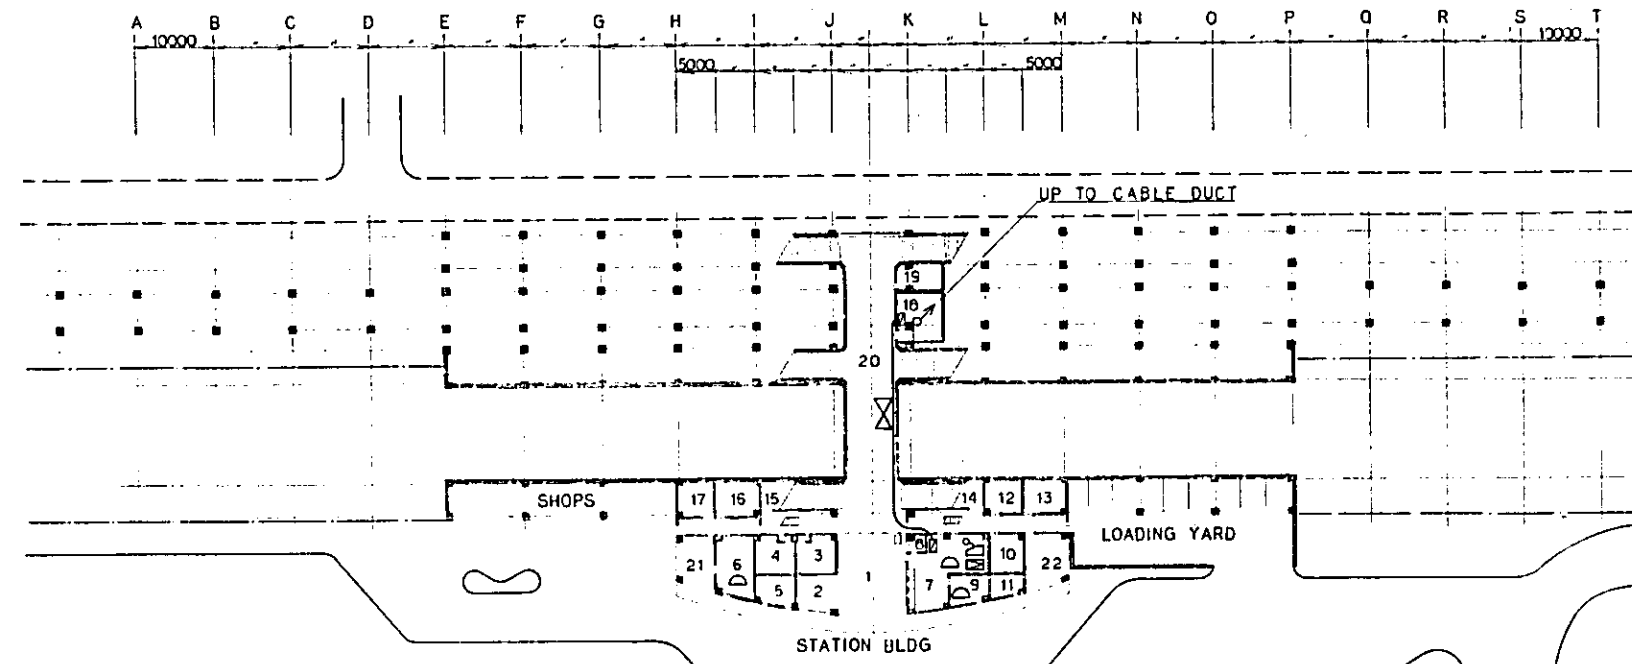 A B C D E F G H I J K L M N O P Q R S T
10000 10000
5000 5000
UP TO CABLE DUCT
19
18
20
SHOPS 17 16 15 14 12 13
LOADING YARD
21 6 4 3 8 10 22
5 2 1 7 9 11
STATION BLDG